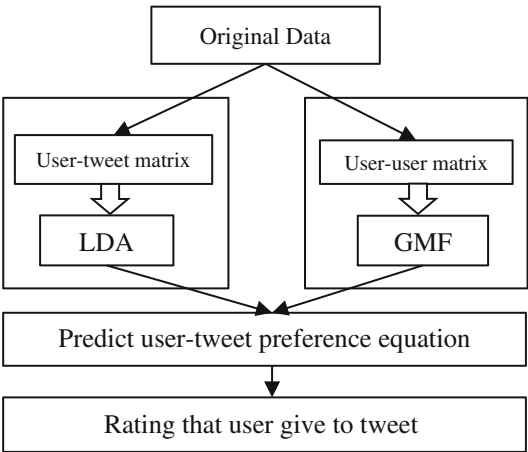 Original Data
User-tweet matrix
User-user matrix
LDA
GMF
Predict user-tweet preference equation
Rating that user give to tweet